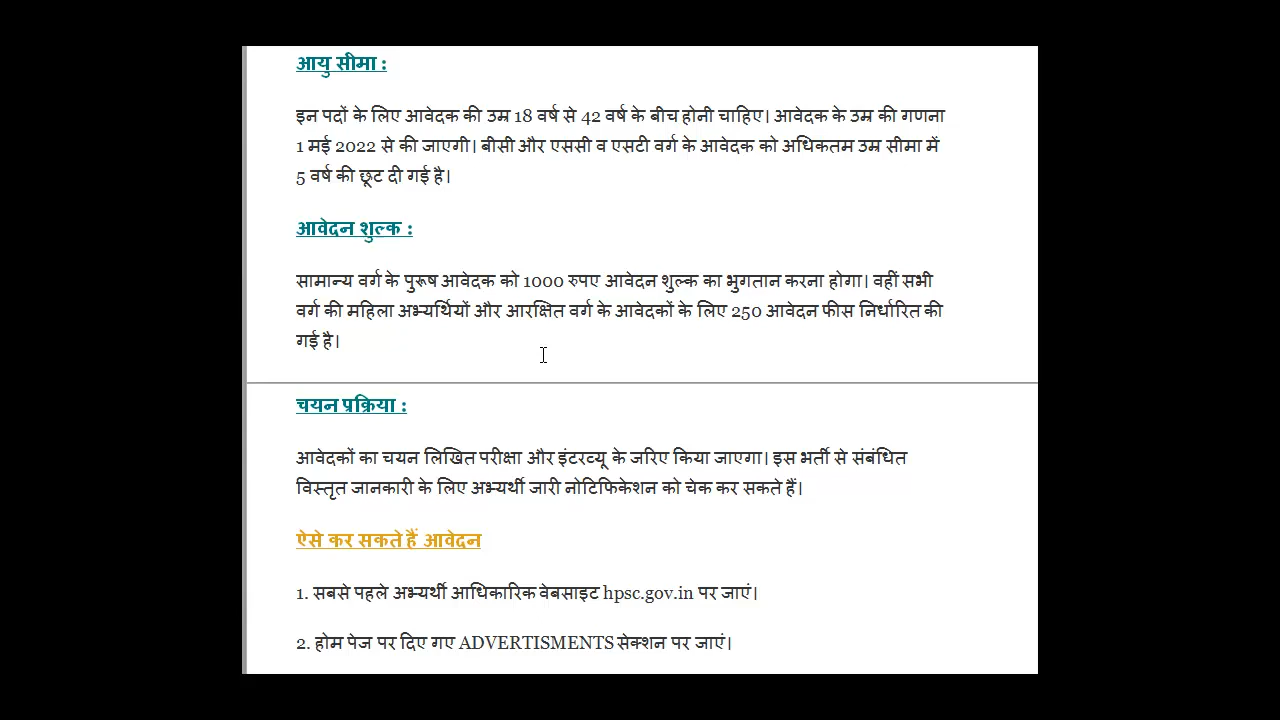 आयु सीमा :
इन पदों के लिए आवेदक की उम्र 18 वर्ष से 42 वर्ष के बीच होनी चाहिए। आवेदक के उम्र की गणना
1 मई 2022 से की जाएगी। बीसी और एससी व एसटी वर्ग के आवेदक को अधिकतम उम्र सीमा में
5 वर्ष की छूट दी गई है।
आवेदन शुल्क :
सामान्य वर्ग के पुरूष आवेदक को 1000 रुपए आवेदन शुल्क का भुगतान करना होगा। वहीं सभी
वर्ग की महिला अभ्यर्थियों और आरक्षित वर्ग के आवेदकों के लिए 250 आवेदन फीस निर्धारित की
गई है।
चयन प्रक्रिया :
आवेदकों का चयन लिखित परीक्षा और इंटरव्यू के जरिए किया जाएगा। इस भर्ती से संबंधित
विस्तृत जानकारी के लिए अभ्यर्थी जारी नोटिफिकेशन को चेक कर सकते हैं।
ऐसे कर सकते हैं आवेदन
1. सबसे पहले अभ्यर्थी आधिकारिक वेबसाइट hpsc.gov.in पर जाएं।
2. होम पेज पर दिए गए ADVERTISMENTS सेक्शन पर जाएं।